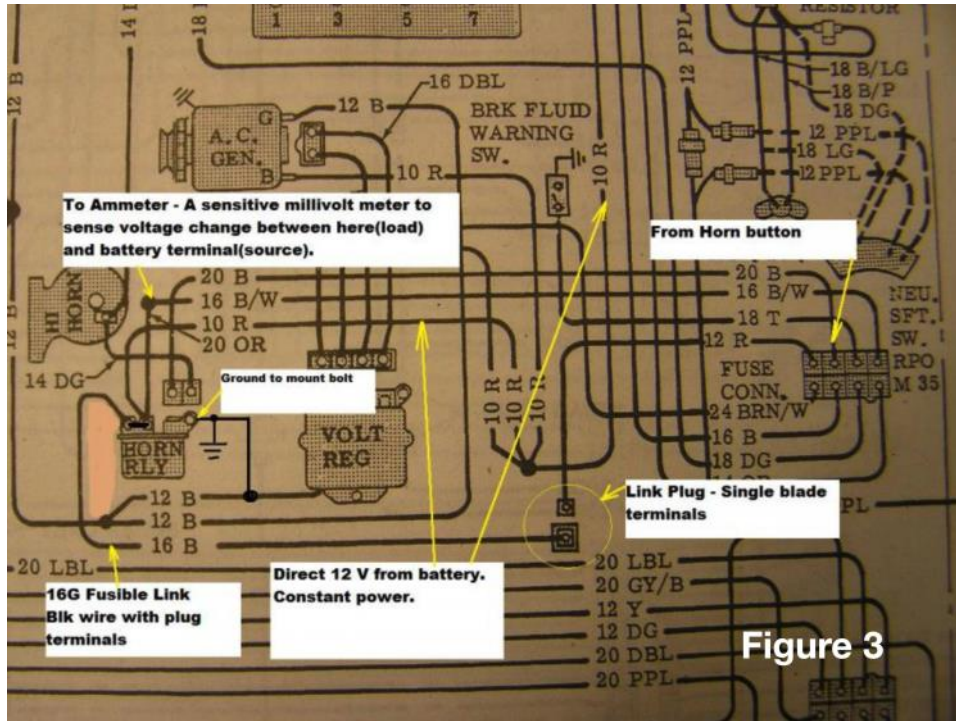 1 3 5 7
RESISTOR
14 D
18
12 B
12 PPL
16 DBL
18 B/LG
18 B/P
18 DG
G
12 B
BRK FLUID
WARNING
SW.
A. C.
GEN.
B
10 R
10 R
12 PPL
18 LG
12 PPL
To Ammeter - A sensitive millivolt meter to
sense voltage change between here(load)
and battery terminal(source).
From Horn button
HI
HORN
20 B
16 B/W
10 R
20 OR
20 B
16 B/W
18 T
12 R
NEU.
SFT.
SW.
RPO
M 35
12 B
14 DG
Ground to mount bolt
10 R
10 R
10 R
FUSE
CONN.
24 BRN/W
16 B
18 DG
HORN
RLY
VOLT
REG
12 B
12 B
16 B
Link Plug - Single blade
terminals
PL
20 LBL
16G Fusible Link
Blk wire with plug
terminals
Direct 12 V from battery.
Constant power.
20 LBL
20 GY/B
12 Y
12 DG
20 DBL
20 PPL
Figure 3